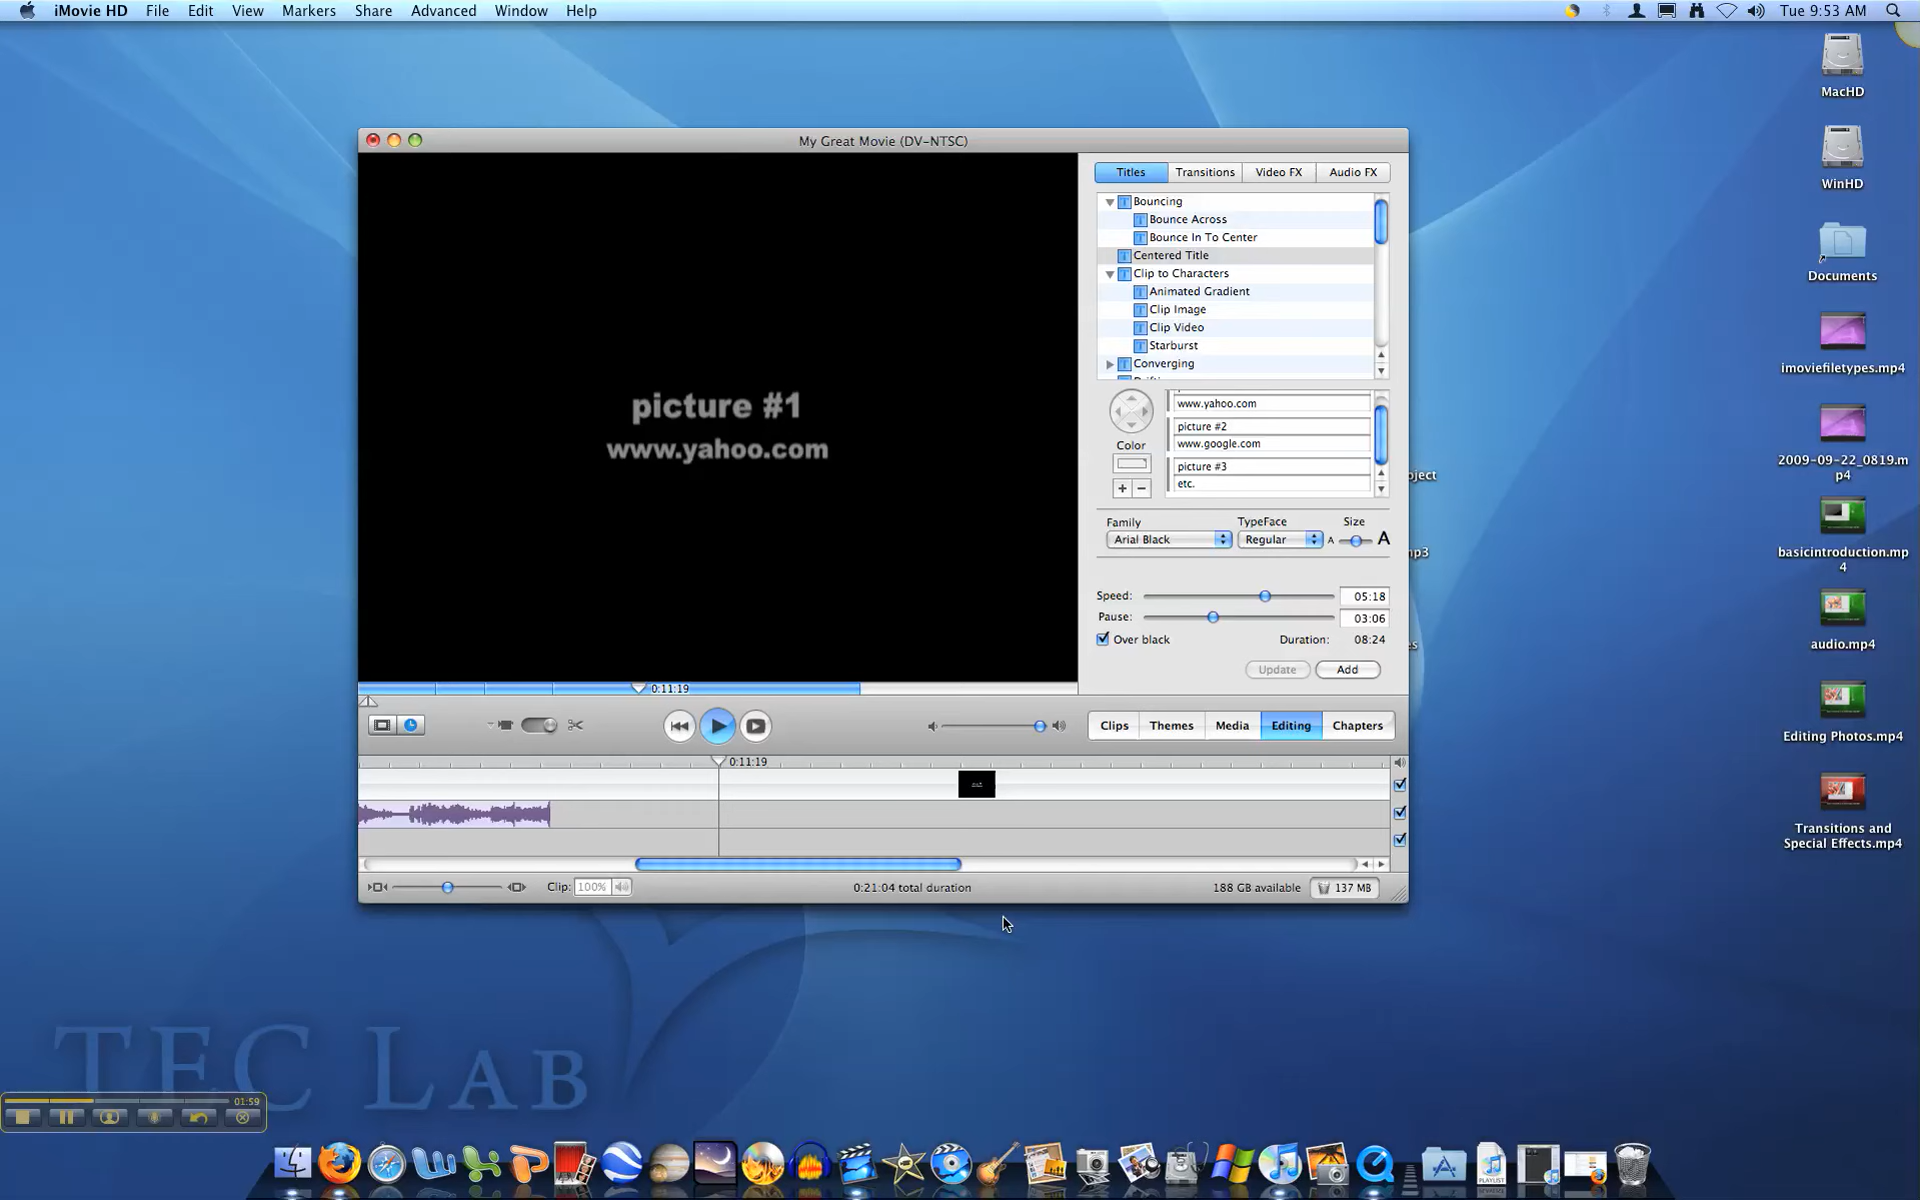 iMovie HD File Edit View Markers Share Advanced Window Help
Tue 9:53 AM
MacHD
WinHD
Documents
imoviefiletypes.mp4
2009-09-22_0819.m
p4
basicintroduction.mp
4
audio.mp4
Editing Photos.mp4
Transitions and
Special Effects.mp4
My Great Movie (DV-NTSC)
picture #1
www.yahoo.com
Titles Transitions Video FX Audio FX
Bouncing
Bounce Across
Bounce In To Center
Centered Title
Clip to Characters
Animated Gradient
Clip Image
Clip Video
Starburst
Converging
www.yahoo.com
picture #2
www.google.com
picture #3
etc.
Color
+ −
Family TypeFace Size
Arial Black Regular A A
Speed: 05:18
Pause: 03:06
Over black Duration: 08:24
Update Add
oject
mp3
es
0:11:19
Clips Themes Media Editing Chapters
0:11:19
Clip: 100% 0:21:04 total duration 188 GB available 137 MB
TEC LAB
01:59